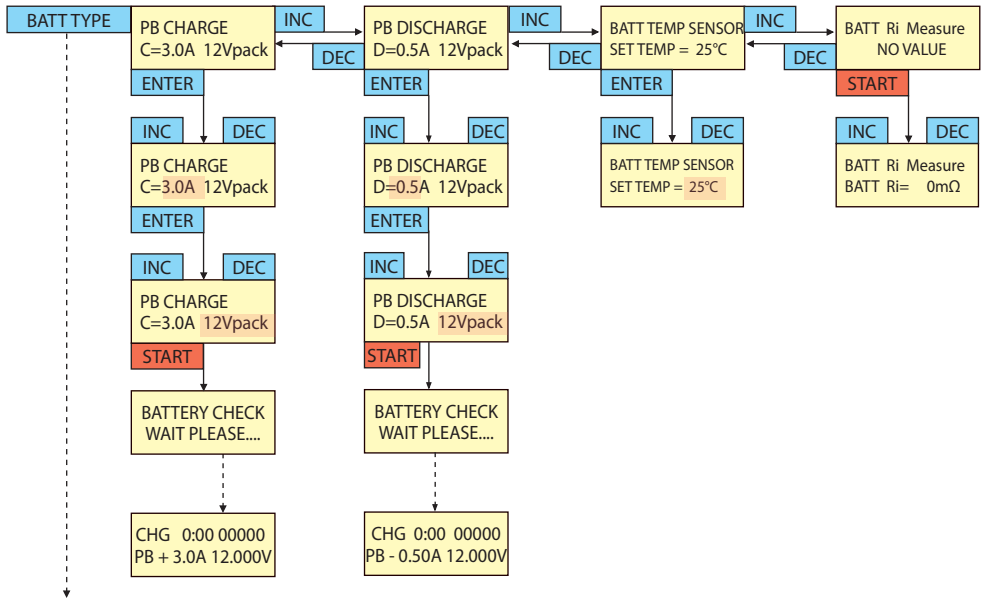 BATT TYPE
PB CHARGE
C=3.0A 12Vpack
INC
DEC
PB DISCHARGE
D=0.5A 12Vpack
INC
DEC
BATT TEMP SENSOR
SET TEMP = 25°C
INC
DEC
BATT Ri Measure
NO VALUE
ENTER
ENTER
ENTER
START
INC
DEC
INC
DEC
INC
DEC
INC
DEC
PB CHARGE
C=3.0A 12Vpack
PB DISCHARGE
D=0.5A 12Vpack
BATT TEMP SENSOR
SET TEMP = 25°C
BATT Ri Measure
BATT Ri= 0mΩ
ENTER
ENTER
INC
DEC
INC
DEC
PB CHARGE
C=3.0A 12Vpack
PB DISCHARGE
D=0.5A 12Vpack
START
START
BATTERY CHECK
WAIT PLEASE....
BATTERY CHECK
WAIT PLEASE....
CHG 0:00 00000
PB + 3.0A 12.000V
CHG 0:00 00000
PB - 0.50A 12.000V